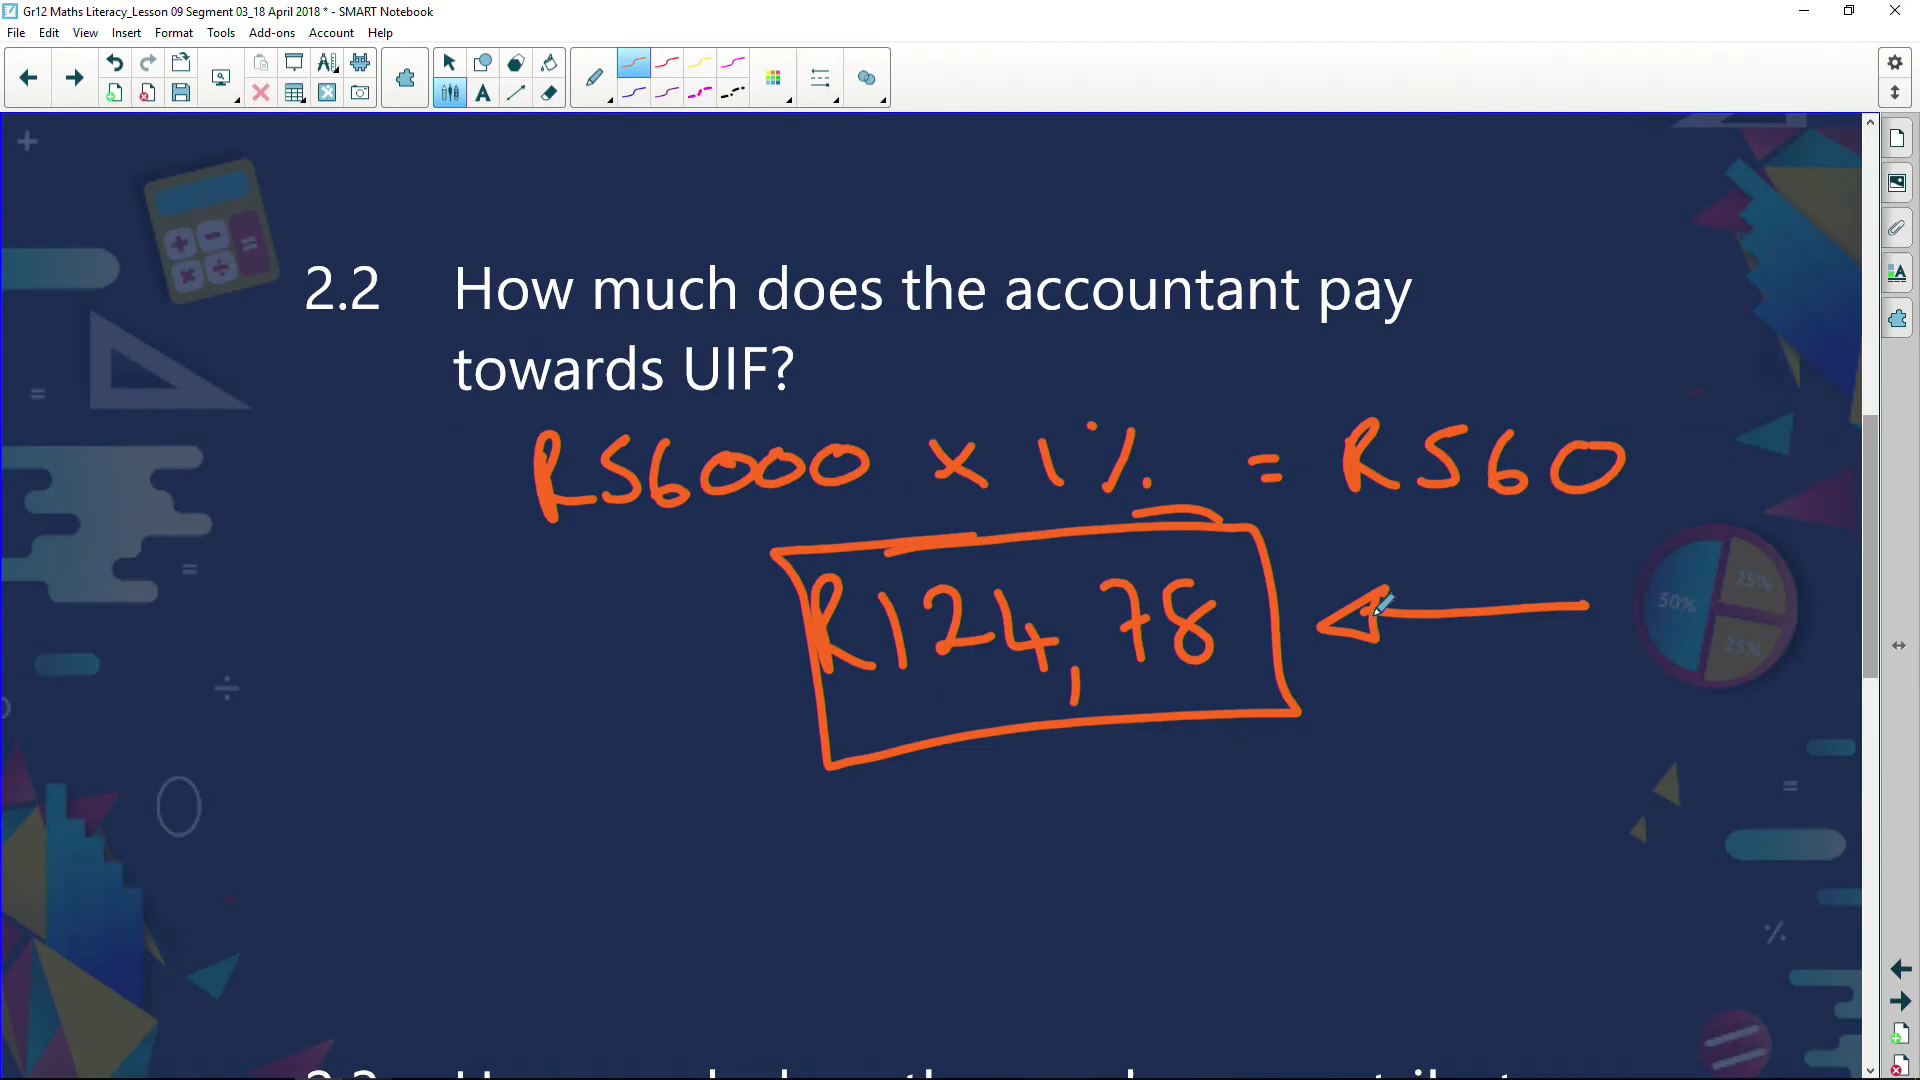 Gr12 Maths Literacy_Lesson 09 Segment 03_18 April 2018 * - SMART Notebook
File Edit View Insert Format Tools Add-ons Account Help
2.2 How much does the accountant pay
towards UIF?
R56000 x 1% = R560
R124,78
50%
25%
25%